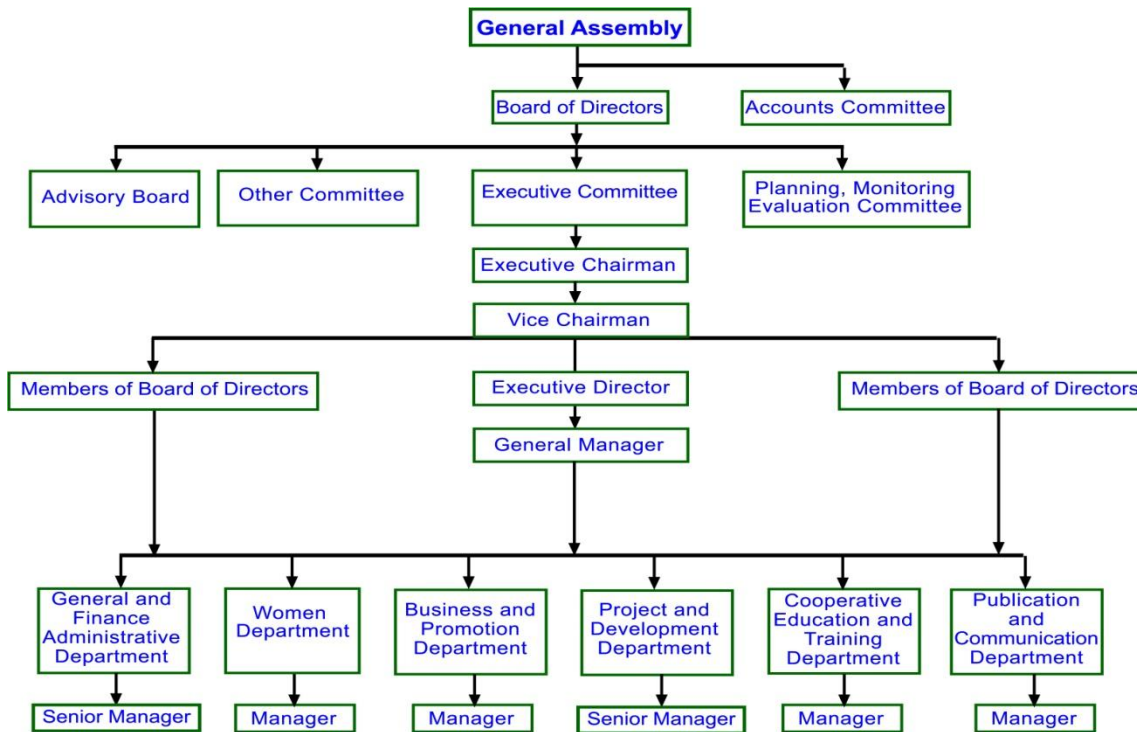 General Assembly
Board of Directors
Accounts Committee
Advisory Board
Other Committee
Executive Committee
Planning, Monitoring
Evaluation Committee
Executive Chairman
Vice Chairman
Members of Board of Directors
Executive Director
Members of Board of Directors
General Manager
General and
Finance
Administrative
Department
Women
Department
Business and
Promotion
Department
Project and
Development
Department
Cooperative
Education and
Training
Department
Publication
and
Communication
Department
Senior Manager
Manager
Manager
Senior Manager
Manager
Manager